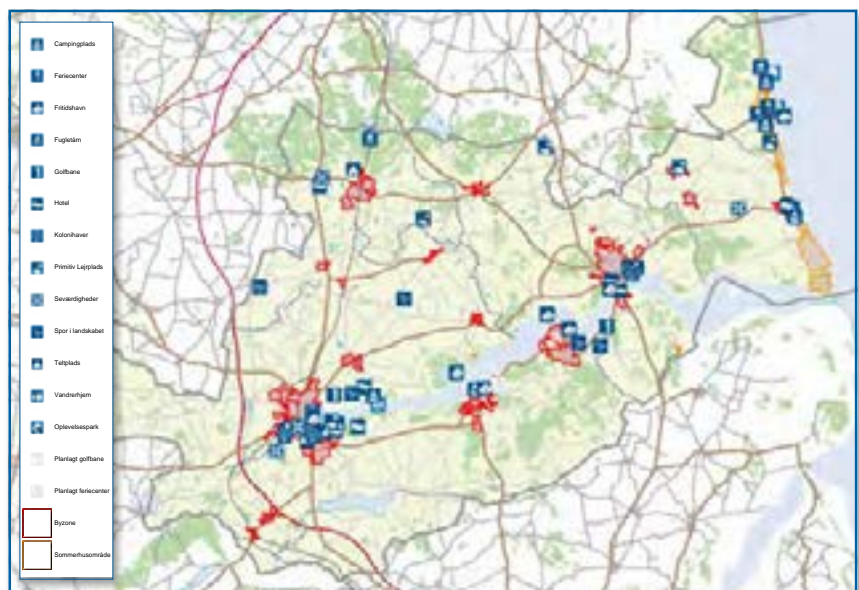 Campingplads
Feriecenter
Fritidshavn
Fugletårn
Golfbane
Hotel
Kolonihaver
Primitiv Lejrplads
Seværdigheder
Spor i landskabet
Teltplads
Vandrerhjem
Oplevelsespark
Planlagt golfbane
Planlagt feriecenter
Byzone
Sommerhusområde